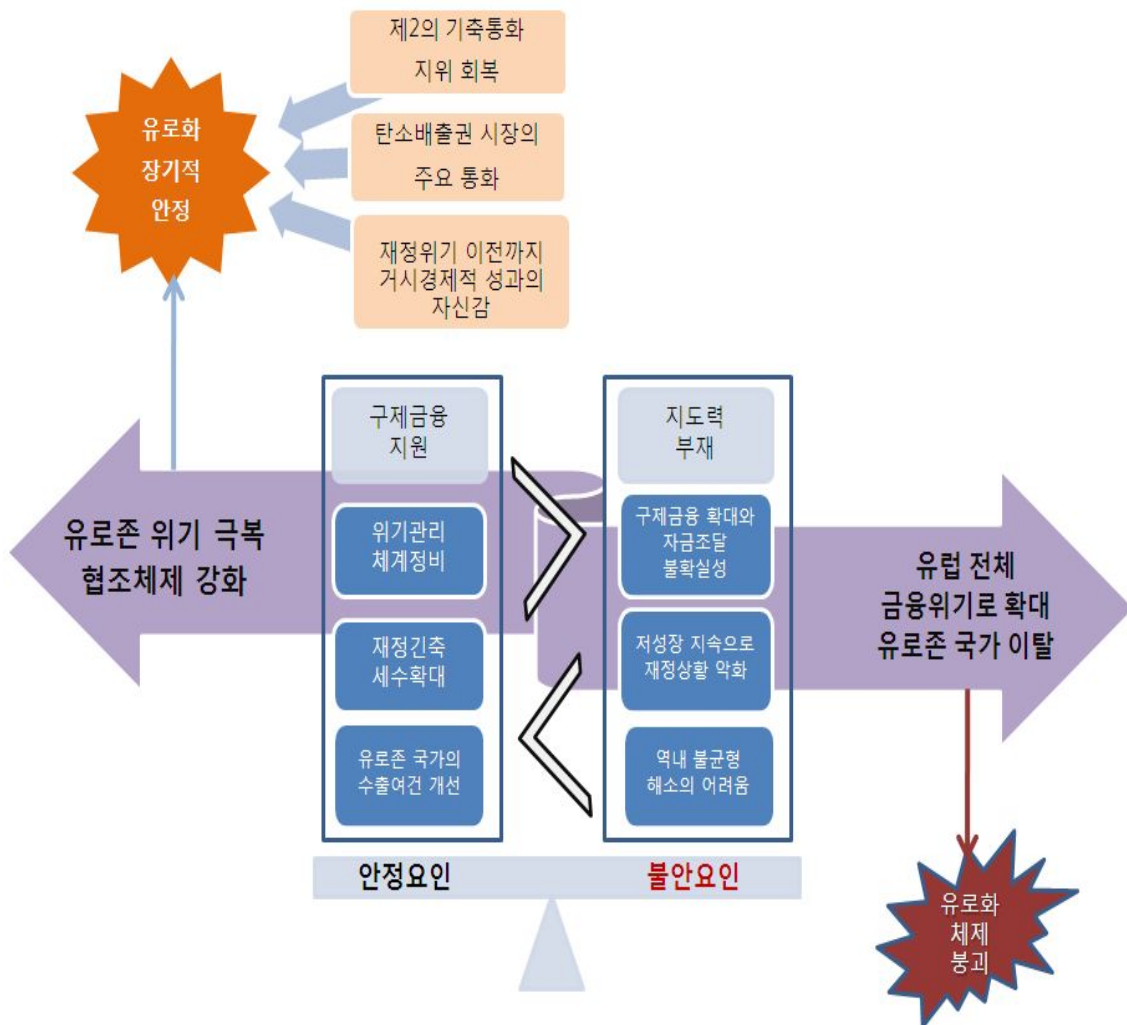 제2의 기축통화
지위 회복
유로화
장기적
안정
탄소배출권 시장의
주요 통화
재정위기 이전까지
거시경제적 성과의
자신감
유로존 위기 극복
협조체제 강화
구제금융
지원
위기관리
체계정비
재정긴축
세수확대
유로존 국가의
수출여건 개선
안정요인
지도력
부재
구제금융 확대와
자금조달
불확실성
저성장 지속으로
재정상황 악화
역내 불균형
해소의 어려움
불안요인
유럽 전체
금융위기로 확대
유로존 국가 이탈
유로화
체제
붕괴